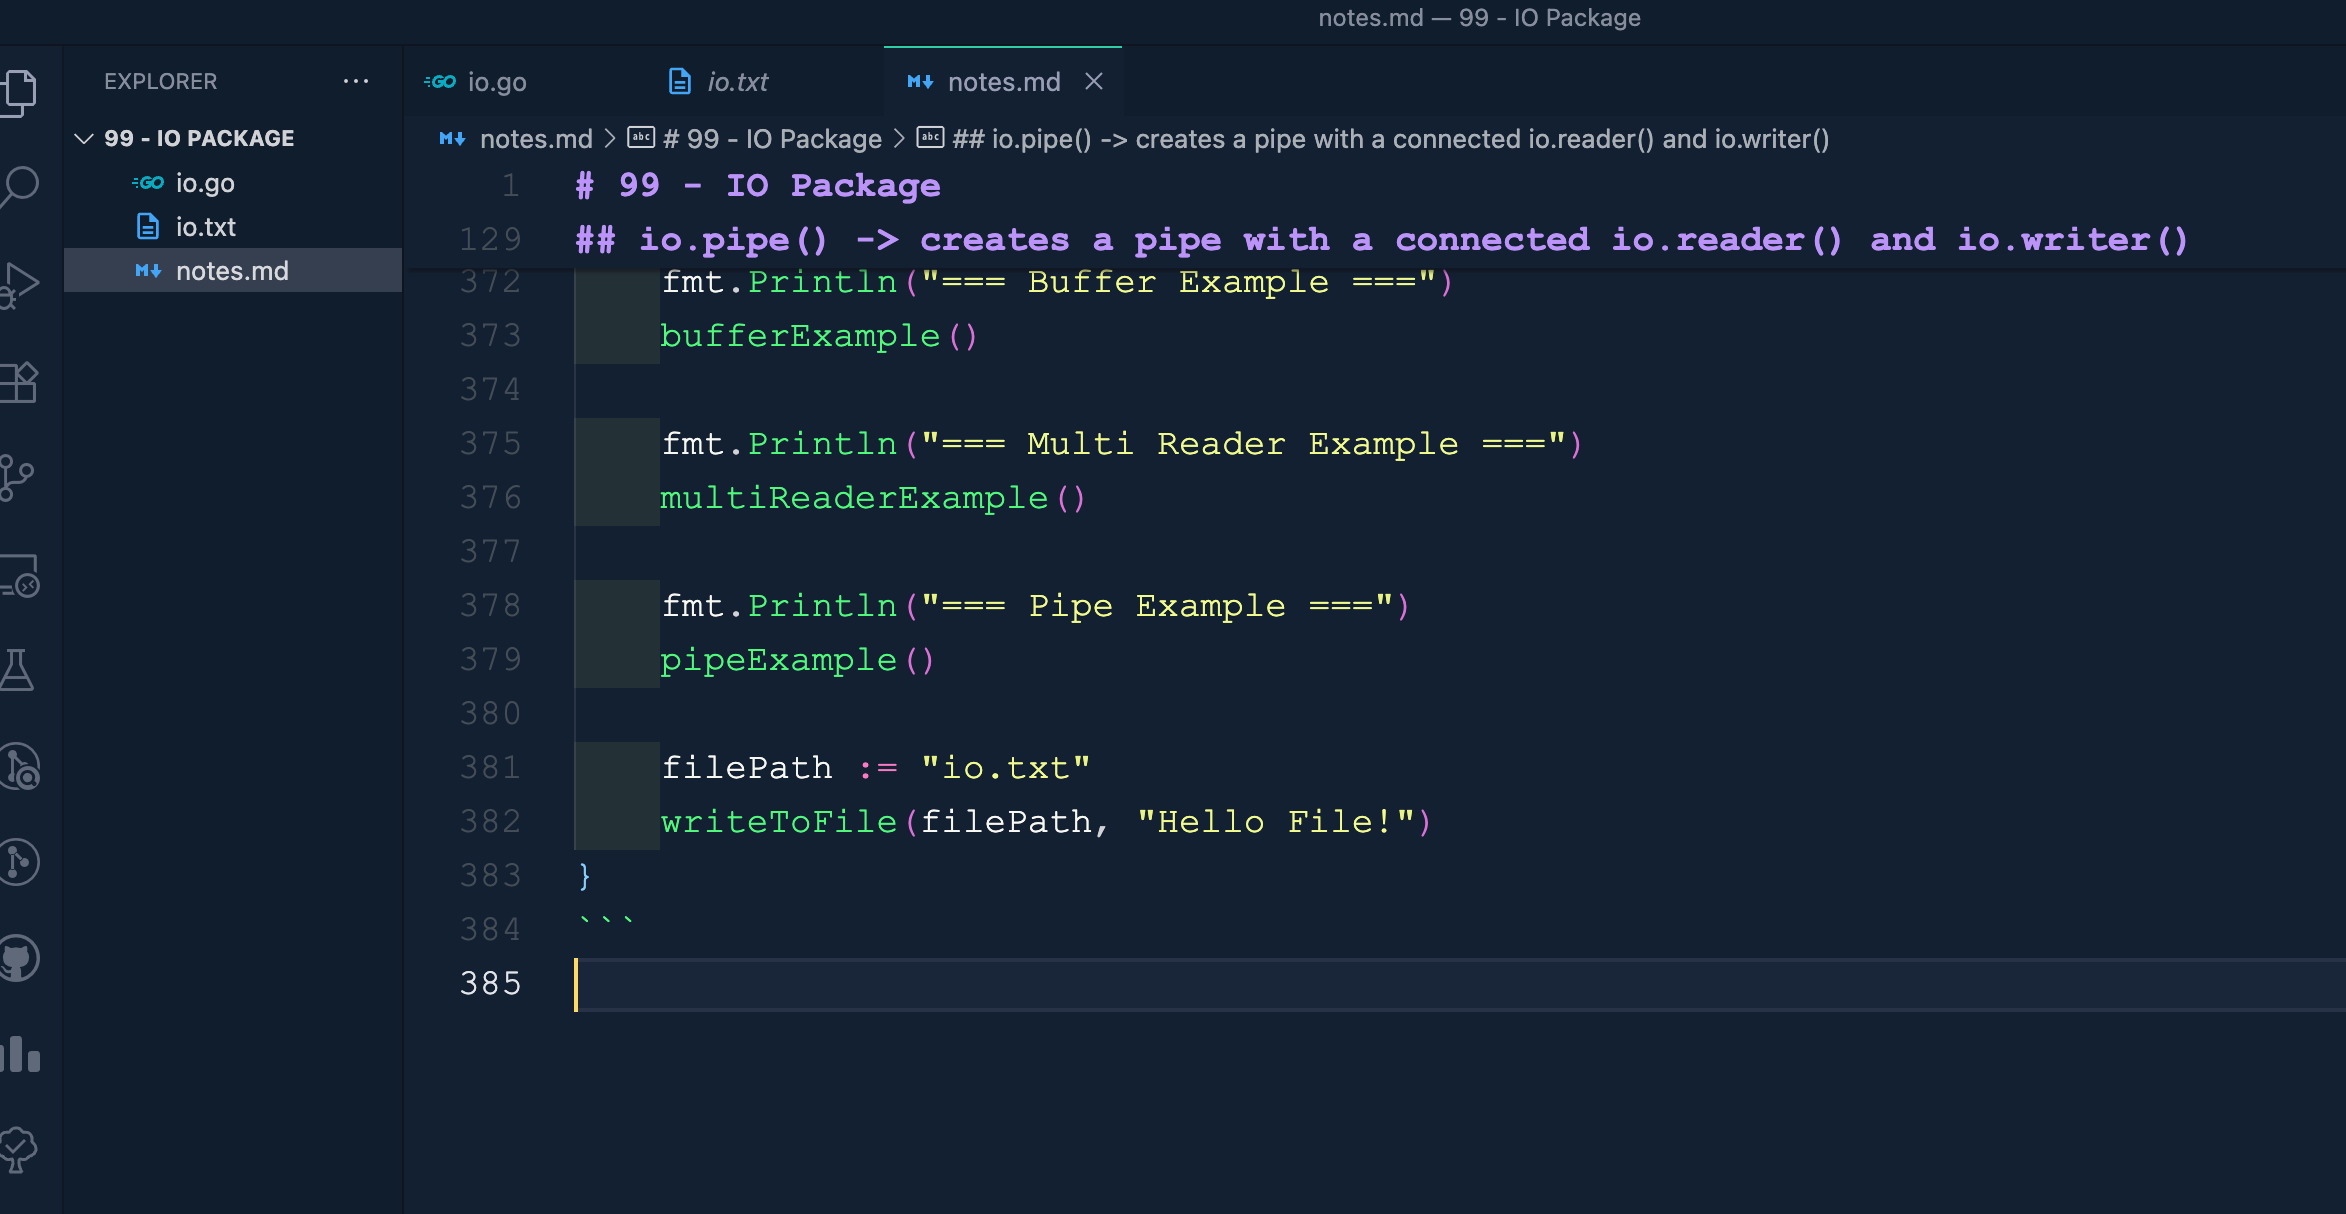 notes.md — 99 - IO Package
EXPLORER
99 - IO PACKAGE
GO io.go
io.txt
M↓ notes.md
GO io.go
io.txt
M↓ notes.md
M↓ notes.md > abc # 99 - IO Package > abc ## io.pipe() -> creates a pipe with a connected io.reader() and io.writer()
1 # 99 - IO Package
129 ## io.pipe() -> creates a pipe with a connected io.reader() and io.writer()
372 fmt.Println("=== Buffer Example ===")
373 bufferExample()
374
375 fmt.Println("=== Multi Reader Example ===")
376 multiReaderExample()
377
378 fmt.Println("=== Pipe Example ===")
379 pipeExample()
380
381 filePath := "io.txt"
382 writeToFile(filePath, "Hello File!")
383 }
384 ```
385